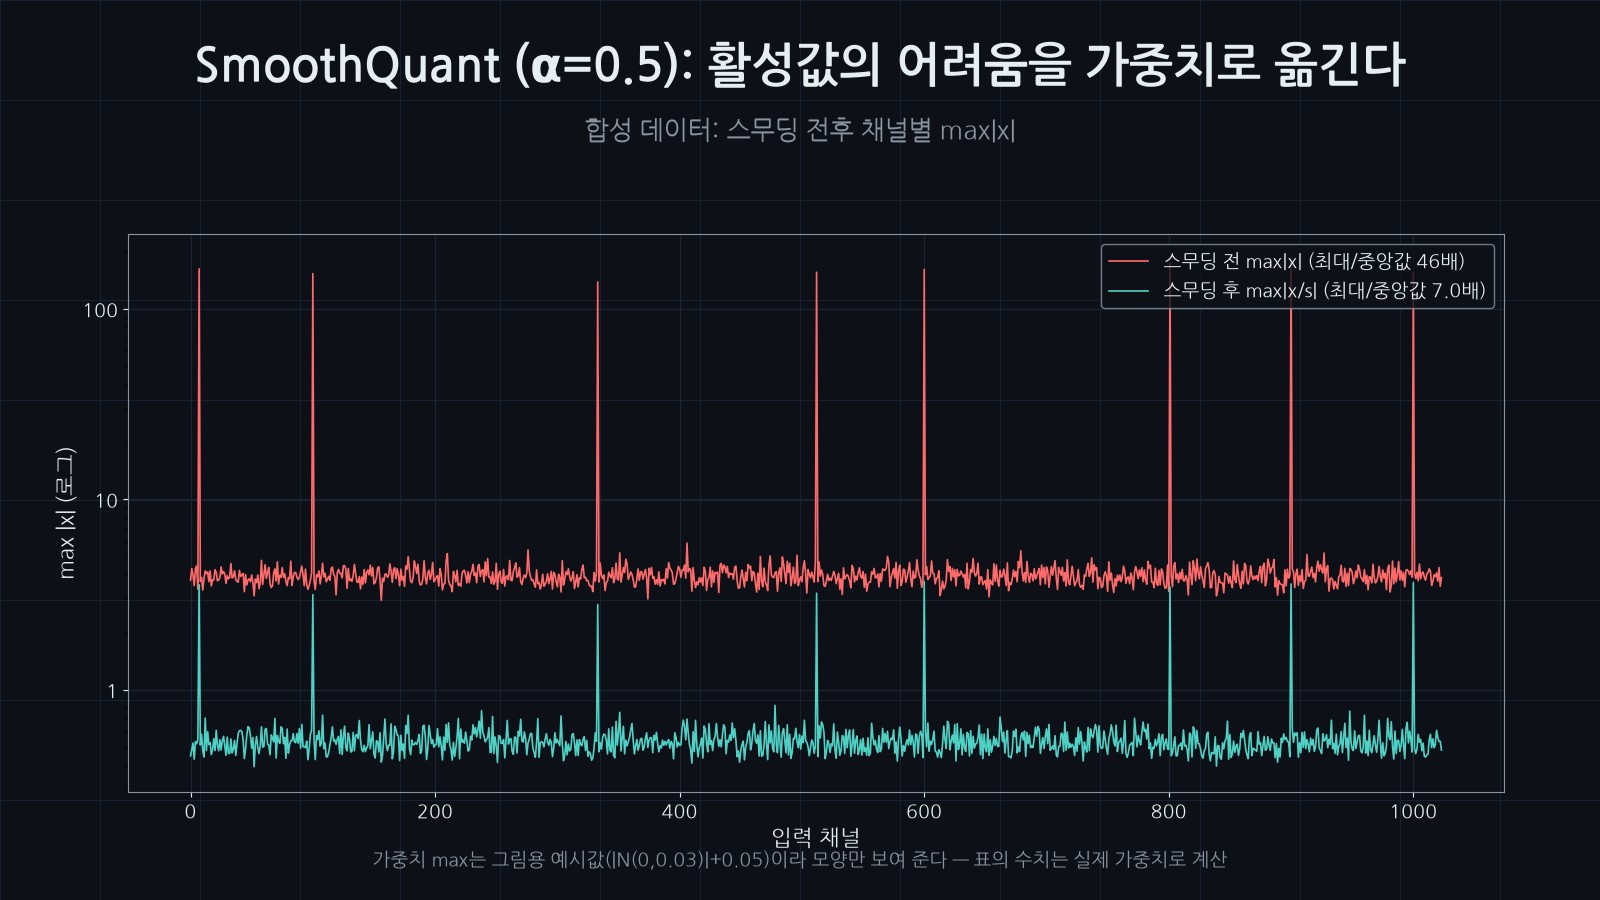 SmoothQuant (α=0.5): 활성값의 어려움을 가중치로 옮긴다
합성 데이터: 스무딩 전후 채널별 max|x|
스무딩 전 max|x| (최대/중앙값 46배)
스무딩 후 max|x/s| (최대/중앙값 7.0배)
max |x| (로그)
100
10
1
0 200 400 600 800 1000
입력 채널
가중치 max는 그림용 예시값(|N(0,0.03)|+0.05)이라 모양만 보여 준다 — 표의 수치는 실제 가중치로 계산